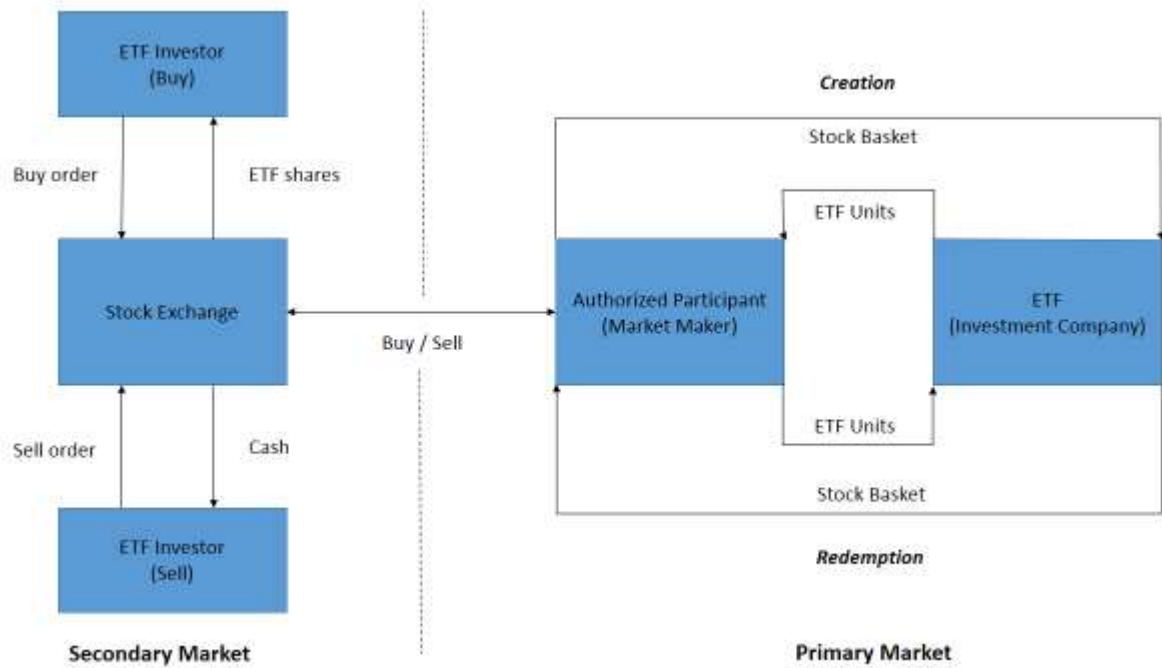 ETF Investor
(Buy)
Creation
Stock Basket
Buy order
ETF shares
ETF Units
Stock Exchange
Authorized Participant
(Market Maker)
ETF
(Investment Company)
Buy / Sell
ETF Units
Sell order
Cash
Stock Basket
ETF Investor
(Sell)
Redemption
Secondary Market
Primary Market